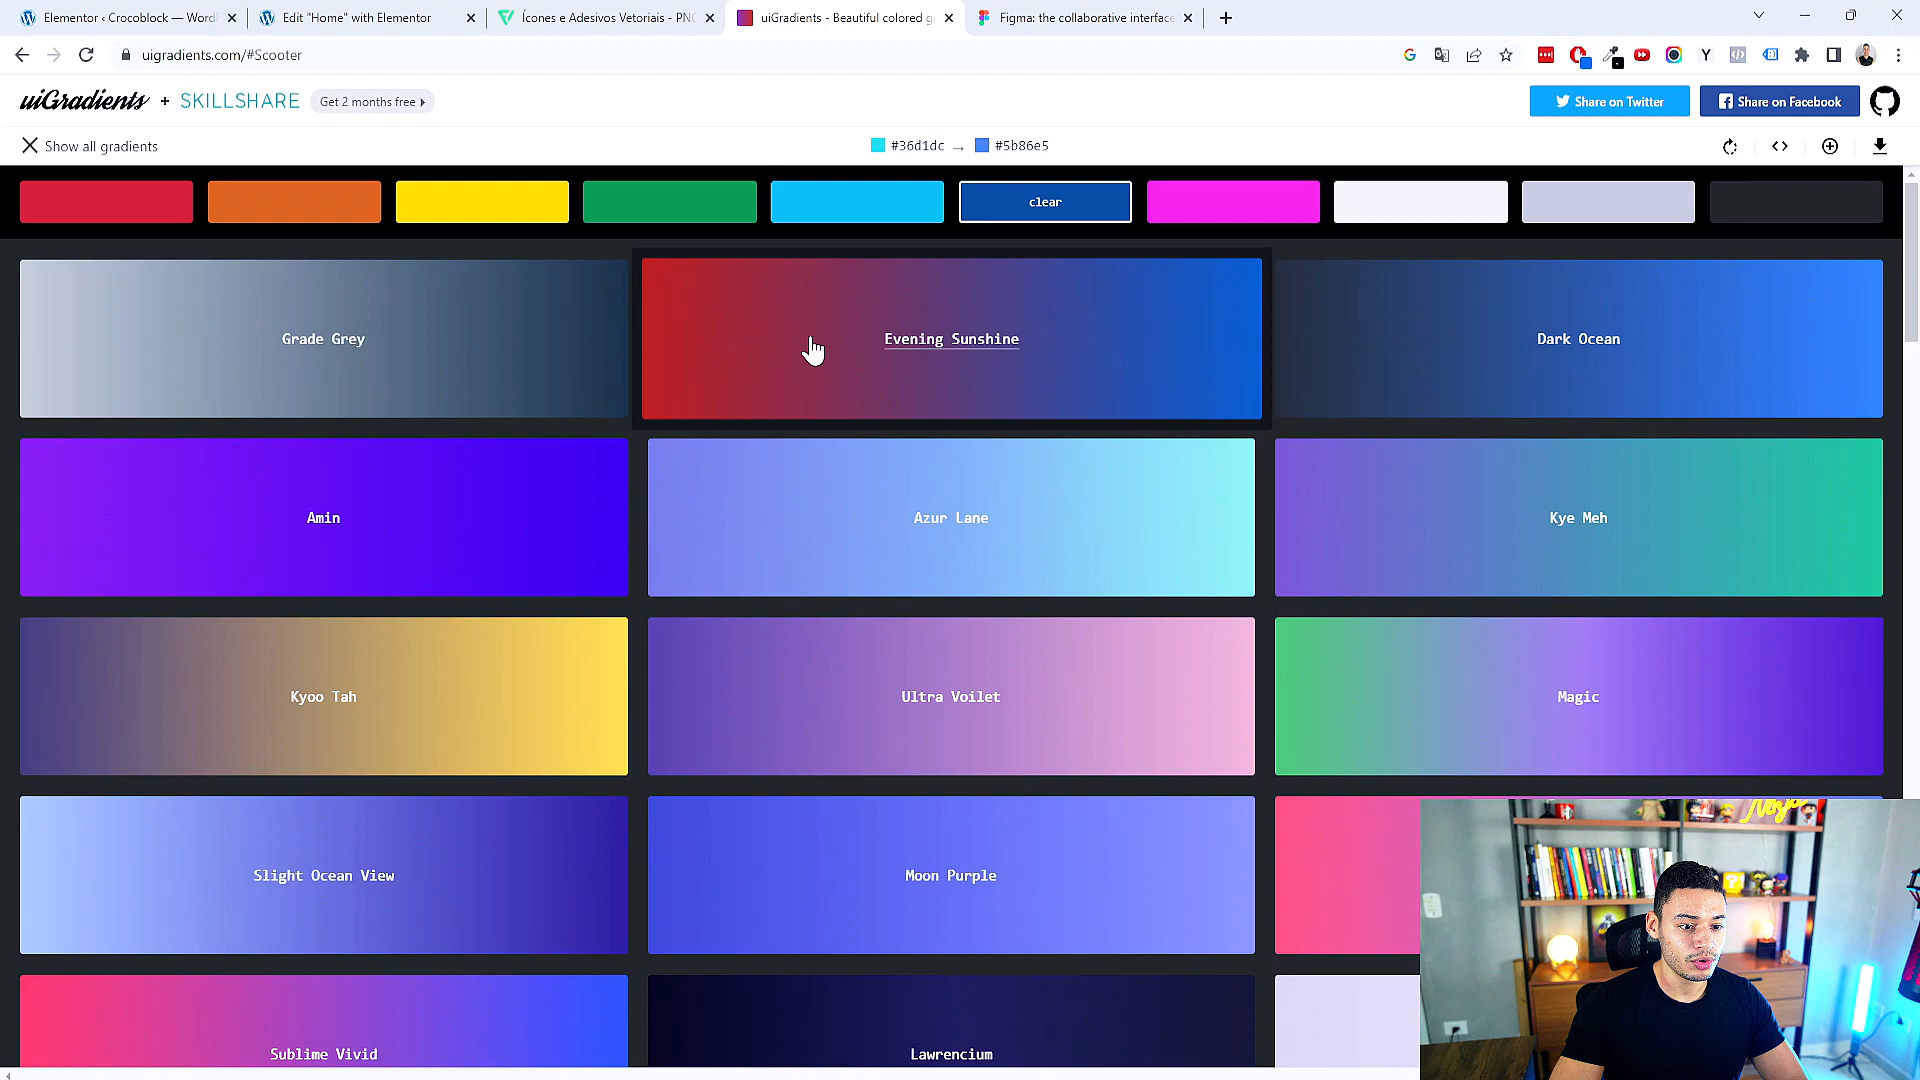 Elementor ‹ Crocoblock — Word
Edit "Home" with Elementor
Ícones e Adesivos Vetoriais - PNG
uiGradients - Beautiful colored g
Figma: the collaborative interface
uigradients.com/#Scooter
uiGradients + SKILLSHARE
Get 2 months free
Share on Twitter
Share on Facebook
Show all gradients
#36d1dc → #5b86e5
clear
Grade Grey
Evening Sunshine
Dark Ocean
Amin
Azur Lane
Kye Meh
Kyoo Tah
Ultra Voilet
Magic
Slight Ocean View
Moon Purple
Sublime Vivid
Lawrencium